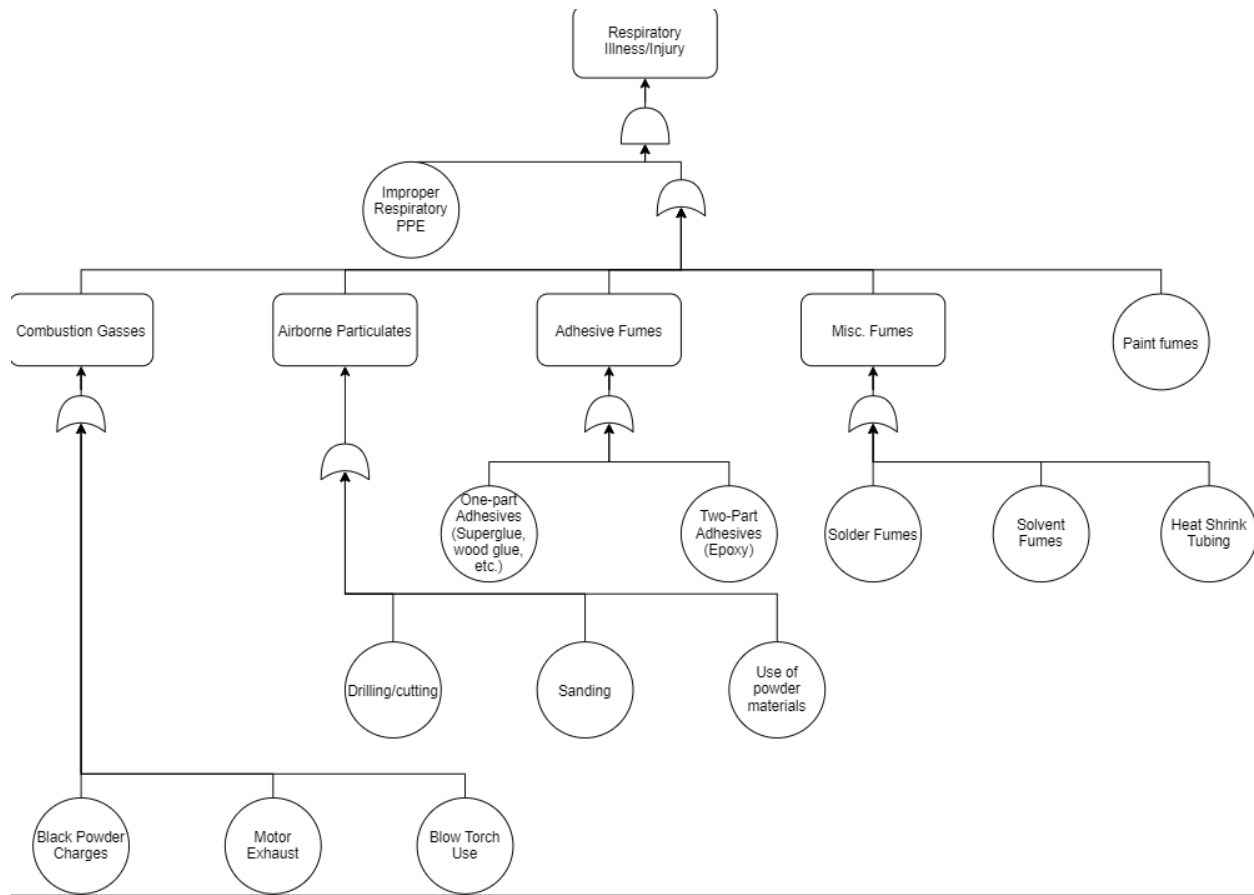 Respiratory
Illness/Injury
Improper
Respiratory
PPE
Combustion Gasses
Airborne Particulates
Adhesive Fumes
Misc. Fumes
Paint fumes
One-part
Adhesives
(Superglue,
wood glue,
etc.)
Two-Part
Adhesives
(Epoxy)
Solder Fumes
Solvent
Fumes
Heat Shrink
Tubing
Drilling/cutting
Sanding
Use of
powder
materials
Black Powder
Charges
Motor
Exhaust
Blow Torch
Use